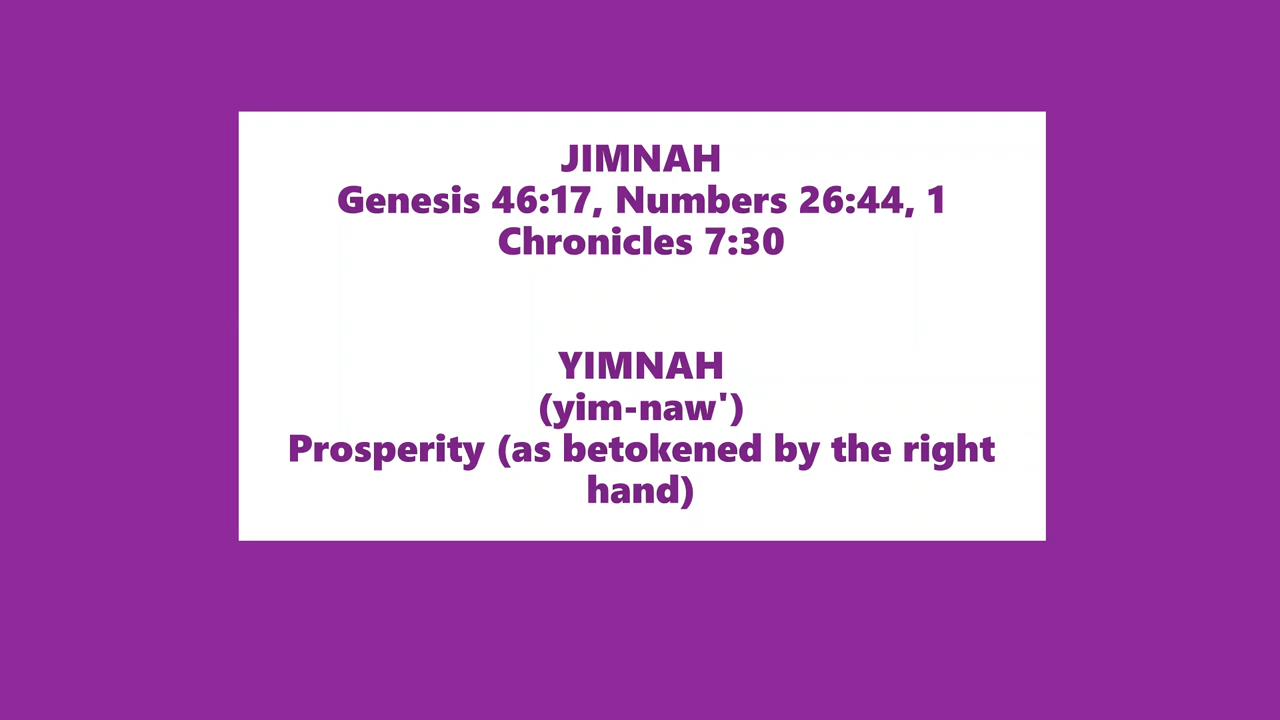 JIMNAH
Genesis 46:17, Numbers 26:44, 1
Chronicles 7:30
YIMNAH
(yim-naw')
Prosperity (as betokened by the right
hand)